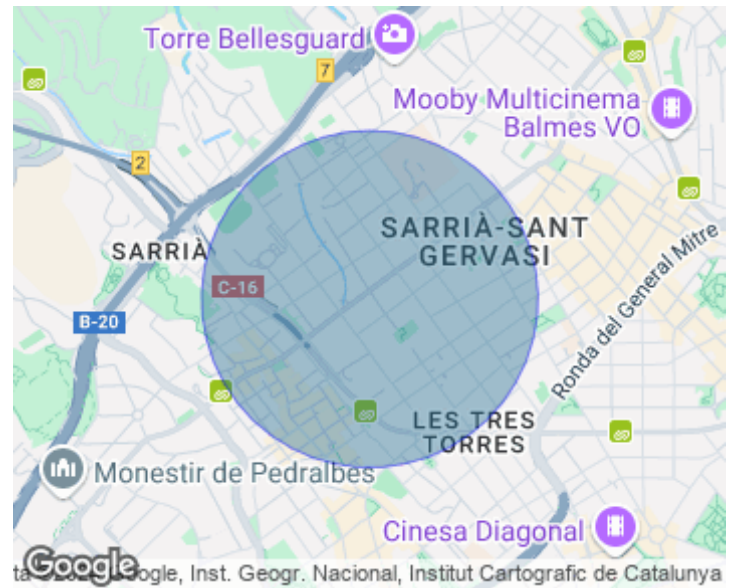 Torre Bellesguard
7
Mooby Multicinema
Balmes VO
2
SARRIÀ-SANT
GERVASI
SARRIÀ
C-16
Ronda del General Mitre
B-20
LES TRES
TORRES
Monestir de Pedralbes
Cinesa Diagonal
Google
Google, Inst. Geogr. Nacional, Institut Cartografic de Catalunya